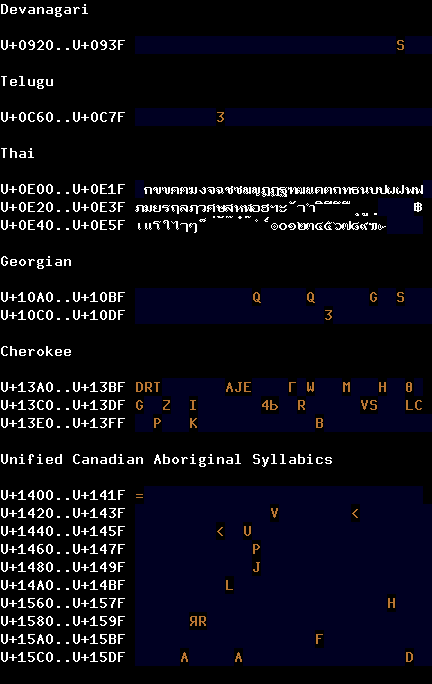 Devanagari
U+0920..U+093F S
Telugu
U+0C60..U+0C7F 3
Thai
U+0E00..U+0E1F กขฃคฅฆงจฉชซฌญฎฏฐฑฒณดตถทธนบปผฝพฟ
U+0E20..U+0E3F ภมยรฤลฦวศษสหฬอฮฯะ ั า ำ ิ ี ึ ื ุ ู ฺ ฿
U+0E40..U+0E5F เแโใไๅๆ ็ ่ ้ ๊ ๋ ์ ํ ๎ ๏๐๑๒๓๔๕๖๗๘๙๚๛
Georgian
U+10A0..U+10BF Q Q G S
U+10C0..U+10DF 3
Cherokee
U+13A0..U+13BF DRT AJE Γ W M H θ
U+13C0..U+13DF G Z I 4Ь R VS LC
U+13E0..U+13FF P K B
Unified Canadian Aboriginal Syllabics
U+1400..U+141F =
U+1420..U+143F V <
U+1440..U+145F < U
U+1460..U+147F P
U+1480..U+149F J
U+14A0..U+14BF L
U+1560..U+157F H
U+1580..U+159F ЯR
U+15A0..U+15BF F
U+15C0..U+15DF A A D